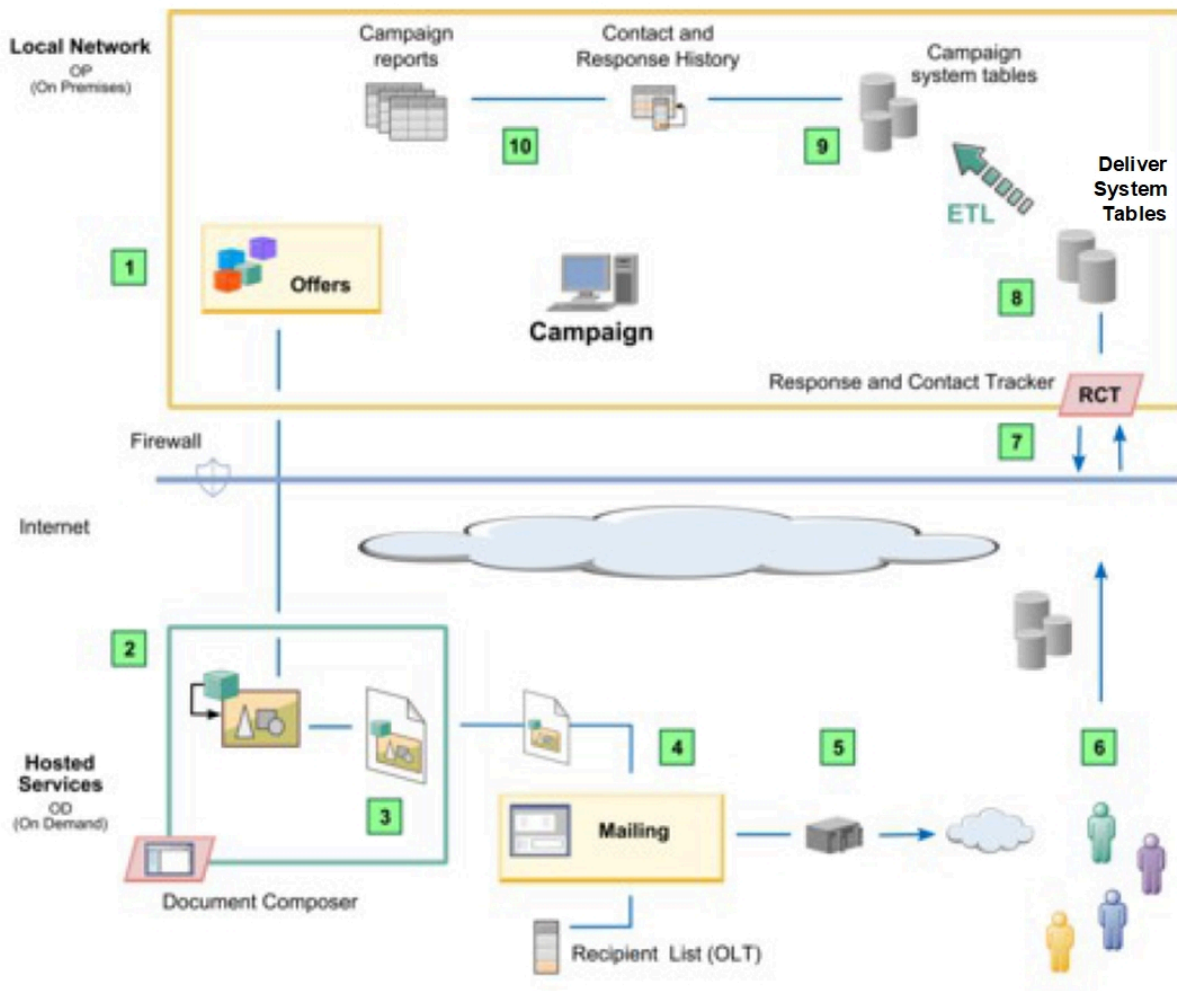 Local Network
OP
(On Premises)
Campaign
reports
Contact and
Response History
Campaign
system tables
10
9
Deliver
System
Tables
ETL
1
Offers
Campaign
8
Response and Contact Tracker
RCT
Firewall
7
Internet
2
Hosted
Services
OD
(On Demand)
3
4
5
6
Mailing
Document Composer
Recipient List (OLT)